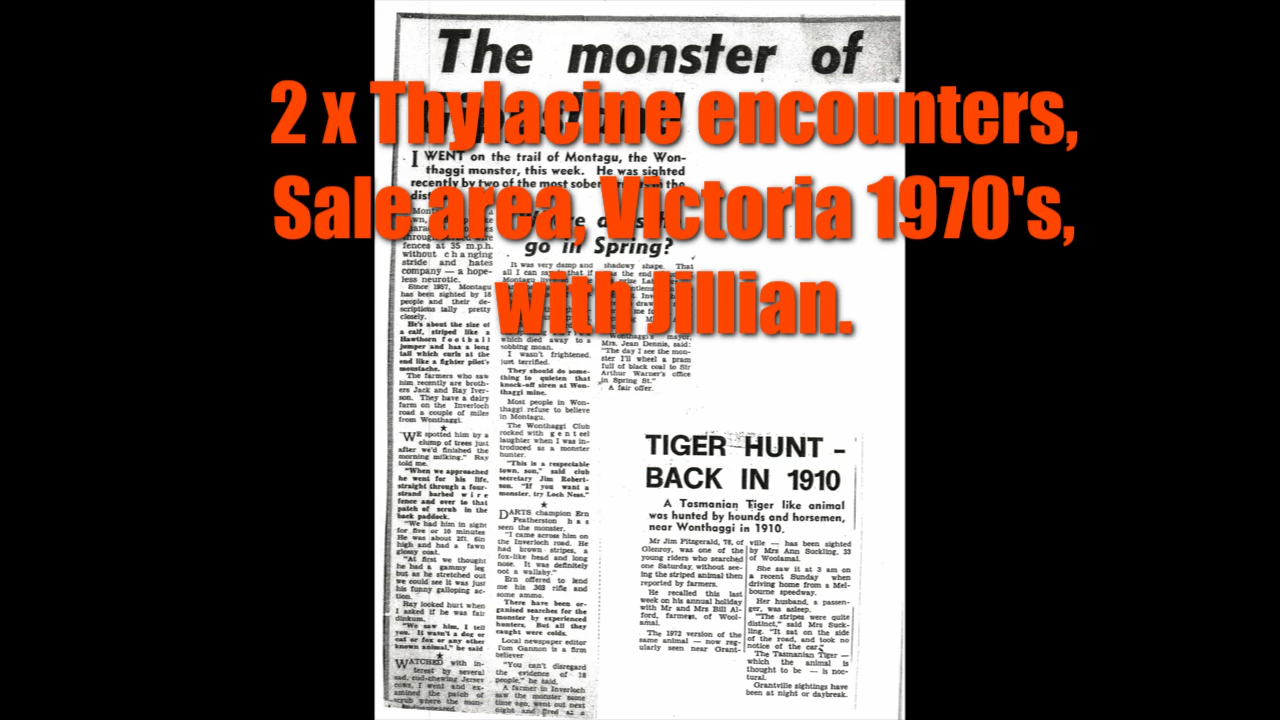 The monster of
2 x Thylacine encounters,
Sale area, Victoria 1970's,
with Jillian.
I WENT on the trail of Montagu, the Won-
thaggi monster, this week. He was sighted
recently by two of the most sober
go in Spring?
fences at 35 m.p.h.
without changing
stride and hates
company — a hope-
less neurotic.
Since 1957, Montagu
has been sighted by 18
people and their de-
scriptions tally pretty
closely.
He's about the size of
a calf, striped like a
Hawthorn football
jumper and has a long
tail which curls at the
end like a fighter pilot's
moustache.
The farmers who saw
him recently are broth-
ers Jack and Ray Iver-
son. They have a dairy
farm on the Inverloch
road a couple of miles
from Wonthaggi.
WE spotted him by a
clump of trees just
after we'd finished the
morning milking," Ray
told me.
"When we approached
he went for his life,
straight through a four-
strand barbed wire
fence and over to that
patch of scrub in the
back paddock.
"We had him in sight
for five or 10 minutes
He was about 2ft. 6in
high and had a fawn
glossy coat.
"At first we thought
he had a gammy leg
but as he stretched out
we could see it was just
his funny galloping ac-
tion.
Ray looked hurt when
I asked if he was fair
dinkum.
"We saw him, I tell
you. It wasn't a dog or
cat or fox or any other
known animal," he said
WATCHED with in-
terest by several
sad, cud-chewing Jersey
cows, I went and ex-
amined the patch of
scrub where the mon-
It was very damp and
all I can say is that if
which died away to a
sobbing moan.
I wasn't frightened.
just terrified.
They should do some-
thing to quieten that
knock-off siren at Won-
thaggi mine.
Most people in Won-
thaggi refuse to believe
in Montagu.
The Wonthaggi Club
rocked with genteel
laughter when I was in-
troduced as a monster
hunter.
"This is a respectable
town, son," said club
secretary Jim Robert-
son. "If you want a
monster, try Loch Ness."
DARTS champion Ern
Featherston has
seen the monster.
"I came across him on
the Inverloch road. He
had brown stripes, a
fox-like head and long
nose. It was definitely
not a wallaby."
Ern offered to lend
me his .303 rifle and
some ammo.
There have been or-
ganised searches for the
monster by experienced
hunters. But all they
caught were colds.
Local newspaper editor
Tom Gannon is a firm
believer
"You can't disregard
the evidence of 18
people," he said.
A farmer in Inverloch
saw the monster some
time ago, went out next
night and fired at a
shadowy shape. That
Wonthaggi's mayor,
Mrs. Jean Dennis, said:
"The day I see the mon-
ster I'll wheel a pram
full of black coal to Sir
Arthur Warner's office
in Spring St."
A fair offer.
TIGER HUNT –
BACK IN 1910
A Tasmanian Tiger like animal
was hunted by hounds and horsemen,
near Wonthaggi in 1910.
Mr Jim Fitzgerald, 78, of
Glenroy, was one of the
young riders who searched
one Saturday, without see-
ing the striped animal then
reported by farmers.
He recalled this last
week on his annual holiday
with Mr and Mrs Bill Al-
ford, farmers, of Wool-
amal.
The 1972 version of the
same animal — now reg-
ularly seen near Grant-
ville — has been sighted
by Mrs Ann Suckling, 33
of Woolamal.
She saw it at 3 am on
a recent Sunday when
driving home from a Mel-
bourne speedway.
Her husband, a passen-
ger, was asleep.
"The stripes were quite
distinct," said Mrs Suck-
ling. "It sat on the side
of the road, and took no
notice of the car."
The Tasmanian Tiger —
which the animal is
thought to be — is noc-
tural.
Grantville sightings have
been at night or daybreak.